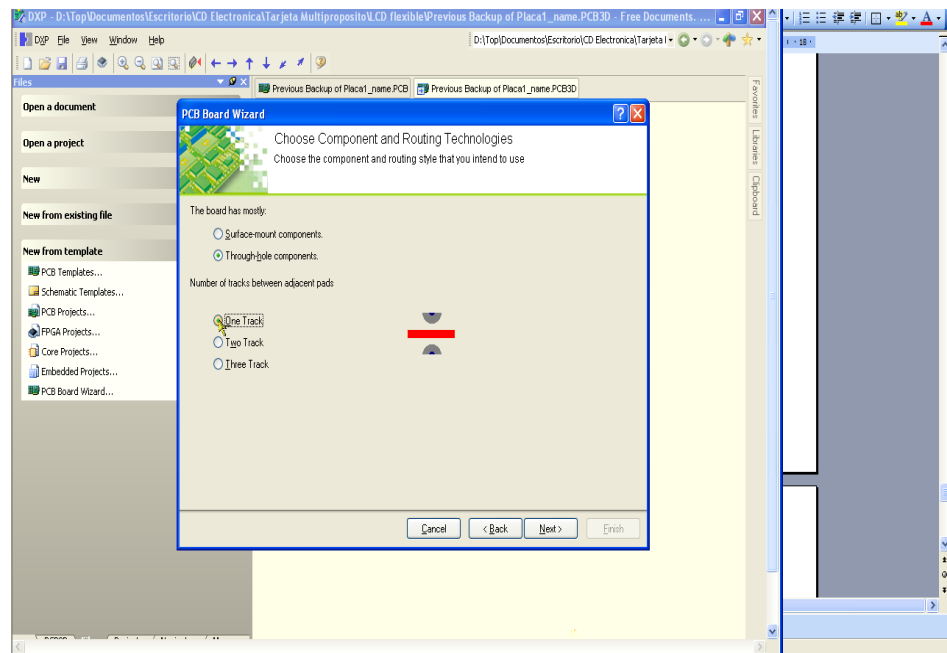 DXP - D:\Top\Documentos\Escritorio\CD Electronica\Tarjeta Multiproposito\LCD flexible\Previous Backup of Placa1_name.PCB3D - Free Documents. ...
DXP File View Window Help
D:\Top\Documentos\Escritorio\CD Electronica\Tarjeta l
Files
Previous Backup of Placa1_name.PCB
Previous Backup of Placa1_name.PCB3D
Open a document
Open a project
New
New from existing file
New from template
PCB Templates...
Schematic Templates...
PCB Projects...
FPGA Projects...
Core Projects...
Embedded Projects...
PCB Board Wizard...
PCB Board Wizard
Choose Component and Routing Technologies
Choose the component and routing style that you intend to use
The board has mostly:
Surface-mount components.
Through-hole components.
Number of tracks between adjacent pads
One Track
Two Track
Three Track
Cancel
< Back
Next >
Finish
Favorites
Libraries
Clipboard
18